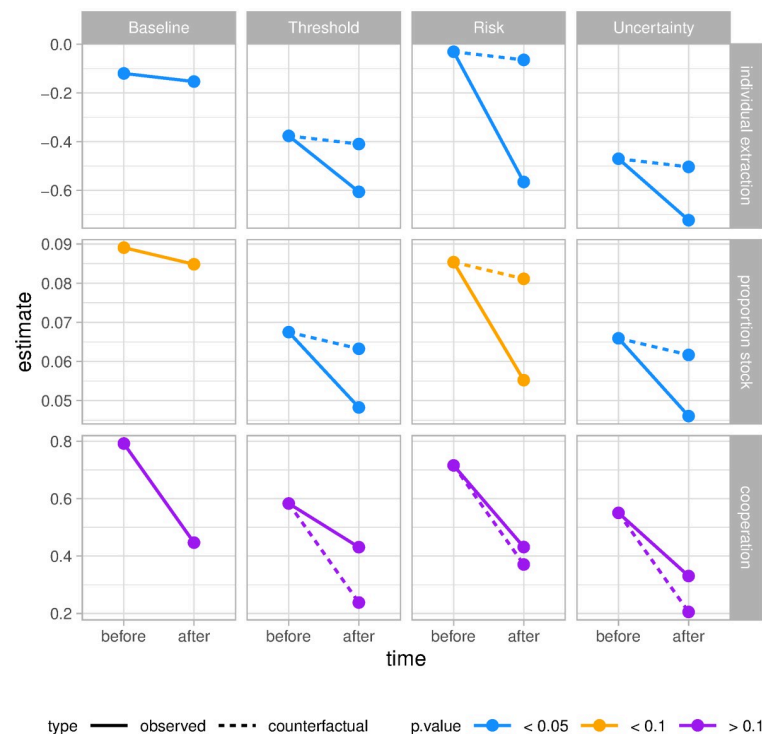 Baseline Threshold Risk Uncertainty
0.0
−0.2
−0.4
−0.6
individual extraction
0.09
0.08
0.07
0.06
0.05
proportion stock
estimate
0.8
0.6
0.4
0.2
cooperation
before after before after before after before after
time
type observed counterfactual p.value < 0.05 < 0.1 > 0.1